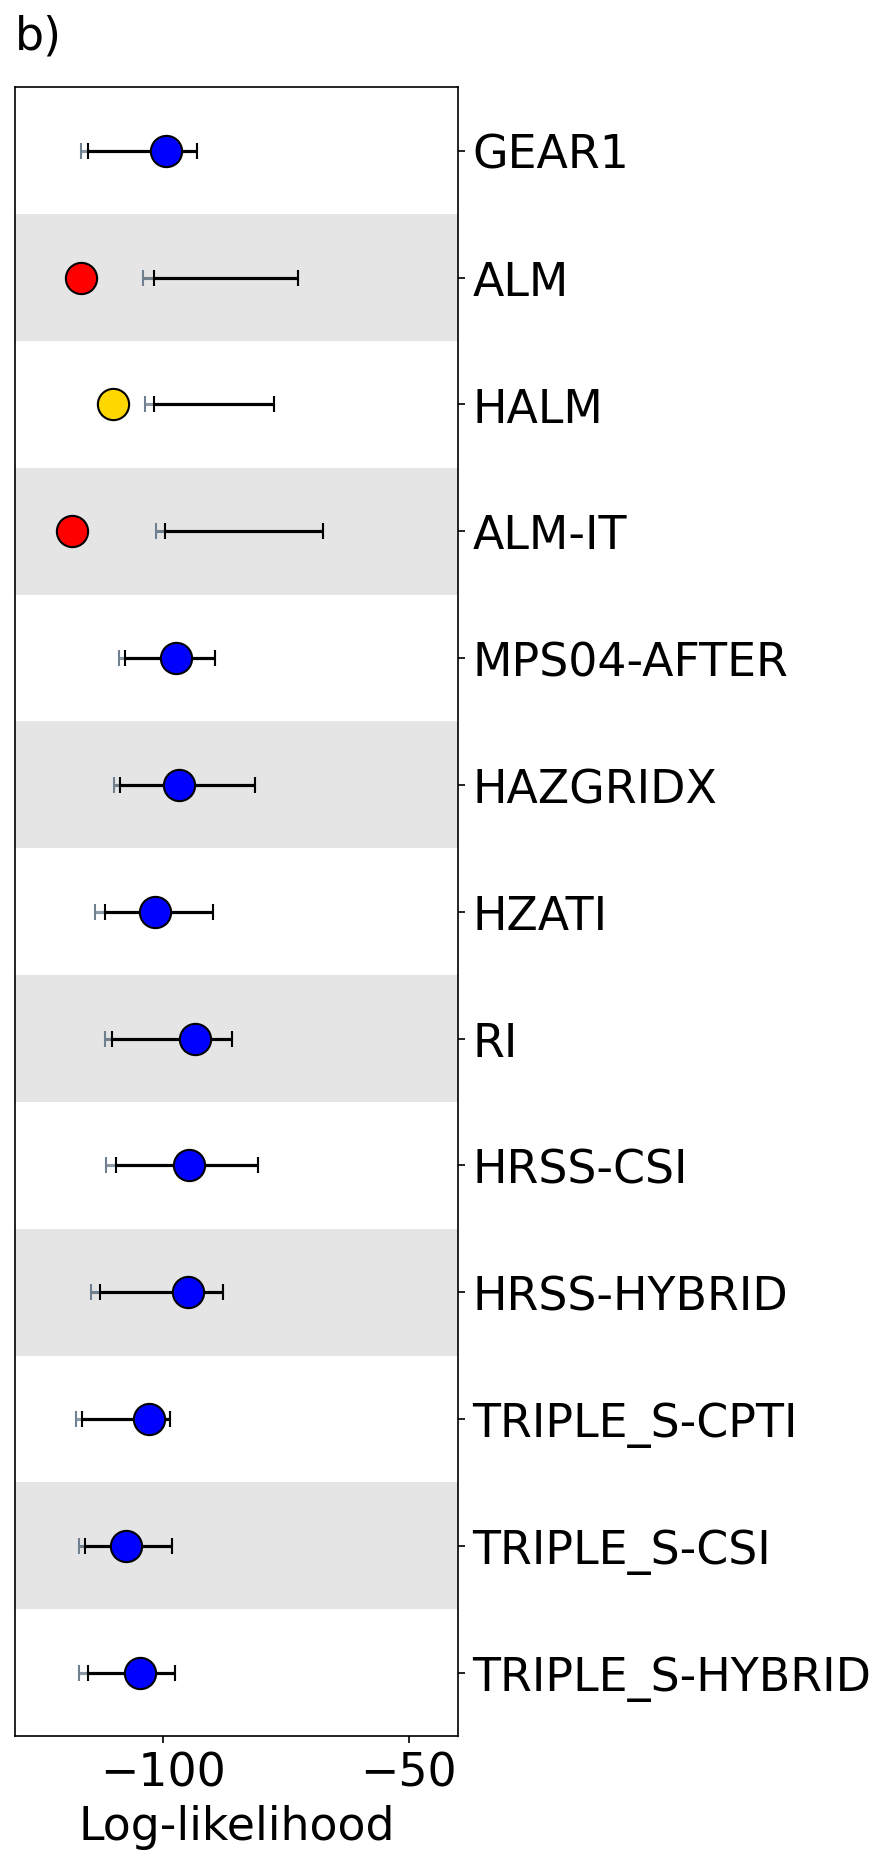 b)
GEAR1
ALM
HALM
ALM-IT
MPS04-AFTER
HAZGRIDX
HZATI
RI
HRSS-CSI
HRSS-HYBRID
TRIPLE_S-CPTI
TRIPLE_S-CSI
TRIPLE_S-HYBRID
−100 −50
Log-likelihood